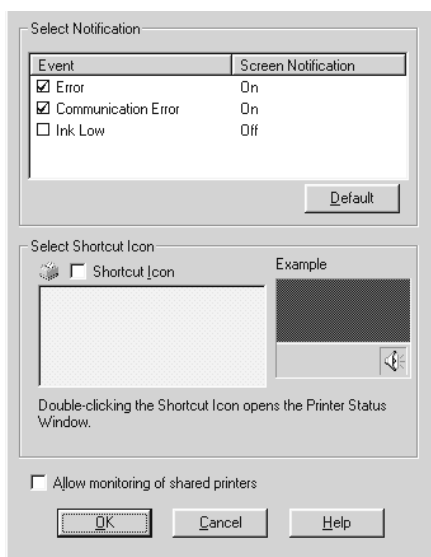 Select Notification
Event Screen Notification
Error On
Communication Error On
Ink Low Off
Default
Select Shortcut Icon
Shortcut Icon Example
Double-clicking the Shortcut Icon opens the Printer Status
Window.
Allow monitoring of shared printers
OK Cancel Help